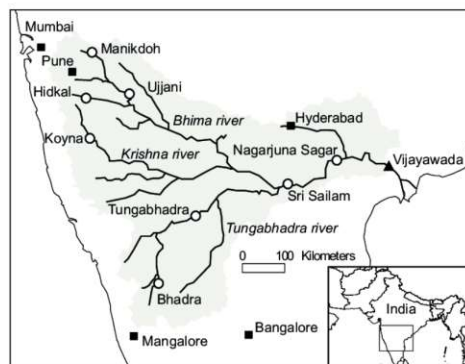 Mumbai
Manikdoh
Pune
Ujjani
Hidkal
Bhima river
Hyderabad
Koyna
Krishna river
Nagarjuna Sagar
Vijayawada
Sri Sailam
Tungabhadra
Tungabhadra river
0 100 Kilometers
Bhadra
India
Mangalore
Bangalore